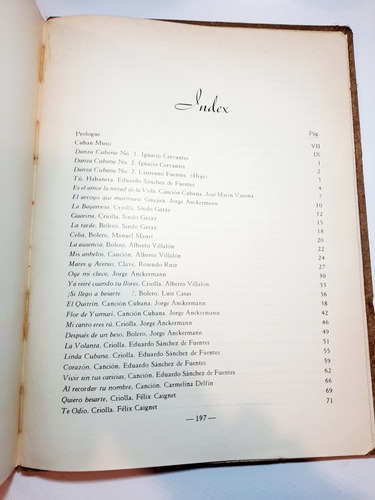 Index
Pág.
Prologue VII
Cuban Music IX
Danza Cubana No. 1, Ignacio Cervantes 1
Danza Cubana No. 2, Ignacio Cervantes 2
Danza Cubana No. 2, Laureano Fuentes, (Hijo) 3
Tú, Habanera, Eduardo Sánchez de Fuentes 4
Es el amor la mitad de la Vida, Canción Cubana, José Marín Varona 7
El arroyo que murmura, Guajira, Jorge Anckermann 10
La Bayamesa, Criolla, Sindo Garay 12
Guarina, Criolla, Sindo Garay 15
La tarde, Bolero, Sindo Garay 18
Celia, Bolero, Manuel Mauri 20
La ausencia, Bolero, Alberto Villalón 22
Mis anhelos, Canción, Alberto Villalón 24
Mares y Arenas, Clave, Rosendo Ruiz 27
Oye mi clave, Jorge Anckermann 30
Ya reiré cuando tu llores, Criolla, Alberto Villalón 33
¡Si llego a besarte !, Bolero, Luis Casas 36
El Quitrín, Canción Cubana, Jorge Anckermann 38
Flor de Yumurí, Canción Cubana, Jorge Anckermann 42
Mi canto eres tú, Criolla, Jorge Anckermann 46
Después de un beso, Bolero, Jorge Anckermann 49
La Volanta, Criolla, Eduardo Sánchez de Fuentes 51
Linda Cubana, Criolla, Eduardo Sánchez de Fuentes 55
Corazón, Canción, Eduardo Sánchez de Fuentes 59
Vivir sin tus caricias, Canción, Eduardo Sánchez de Fuentes 62
Al recordar tu nombre, Canción, Carmelina Delfín 66
Quiero besarte, Criolla, Félix Caignet 69
Te Odio, Criolla, Félix Caignet 71
— 197 —